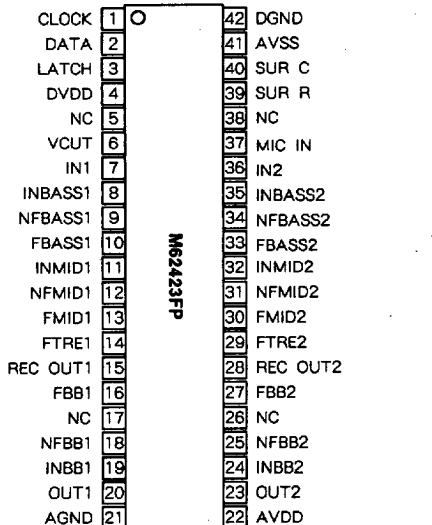 CLOCK 1 42 DGND
DATA 2 41 AVSS
LATCH 3 40 SUR C
DVDD 4 39 SUR R
NC 5 38 NC
VCUT 6 37 MIC IN
IN1 7 36 IN2
INBASS1 8 35 INBASS2
NFBASS1 9 34 NFBASS2
FBASS1 10 33 FBASS2
INMID1 11 32 INMID2
NFMID1 12 31 NFMID2
FMID1 13 30 FMID2
FTRE1 14 29 FTRE2
REC OUT1 15 28 REC OUT2
FBB1 16 27 FBB2
NC 17 26 NC
NFBB1 18 25 NFBB2
INBB1 19 24 INBB2
OUT1 20 23 OUT2
AGND 21 22 AVDD
M62423FP